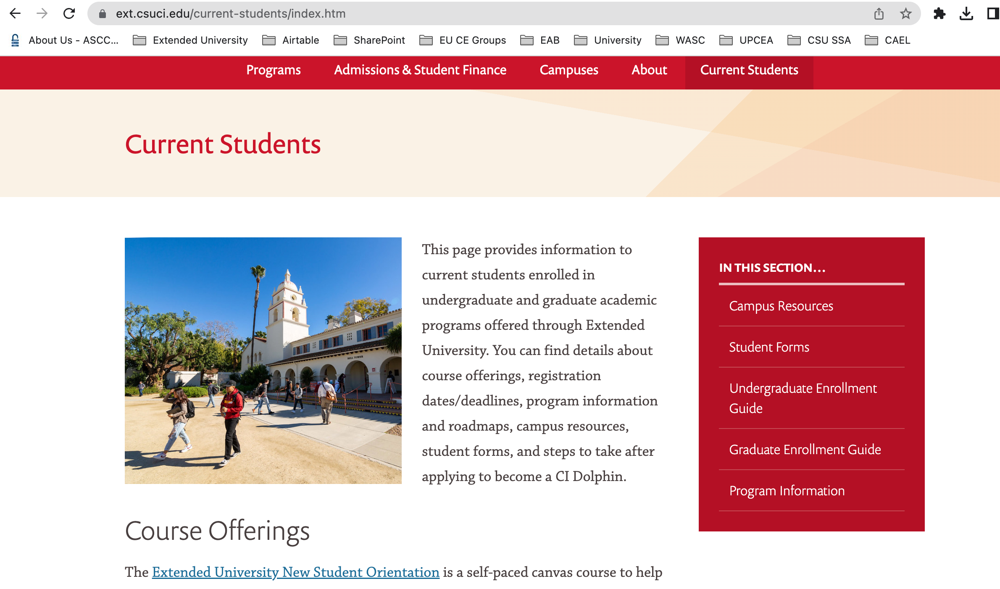 ext.csuci.edu/current-students/index.htm
About Us - ASCC... Extended University Airtable SharePoint EU CE Groups EAB University WASC UPCEA CSU SSA CAEL
Programs Admissions & Student Finance Campuses About Current Students
Current Students
BELL TOWER
This page provides information to
current students enrolled in
undergraduate and graduate academic
programs offered through Extended
University. You can find details about
course offerings, registration
dates/deadlines, program information
and roadmaps, campus resources,
student forms, and steps to take after
applying to become a CI Dolphin.
IN THIS SECTION...
Campus Resources
Student Forms
Undergraduate Enrollment
Guide
Graduate Enrollment Guide
Program Information
Course Offerings
The Extended University New Student Orientation is a self-paced canvas course to help